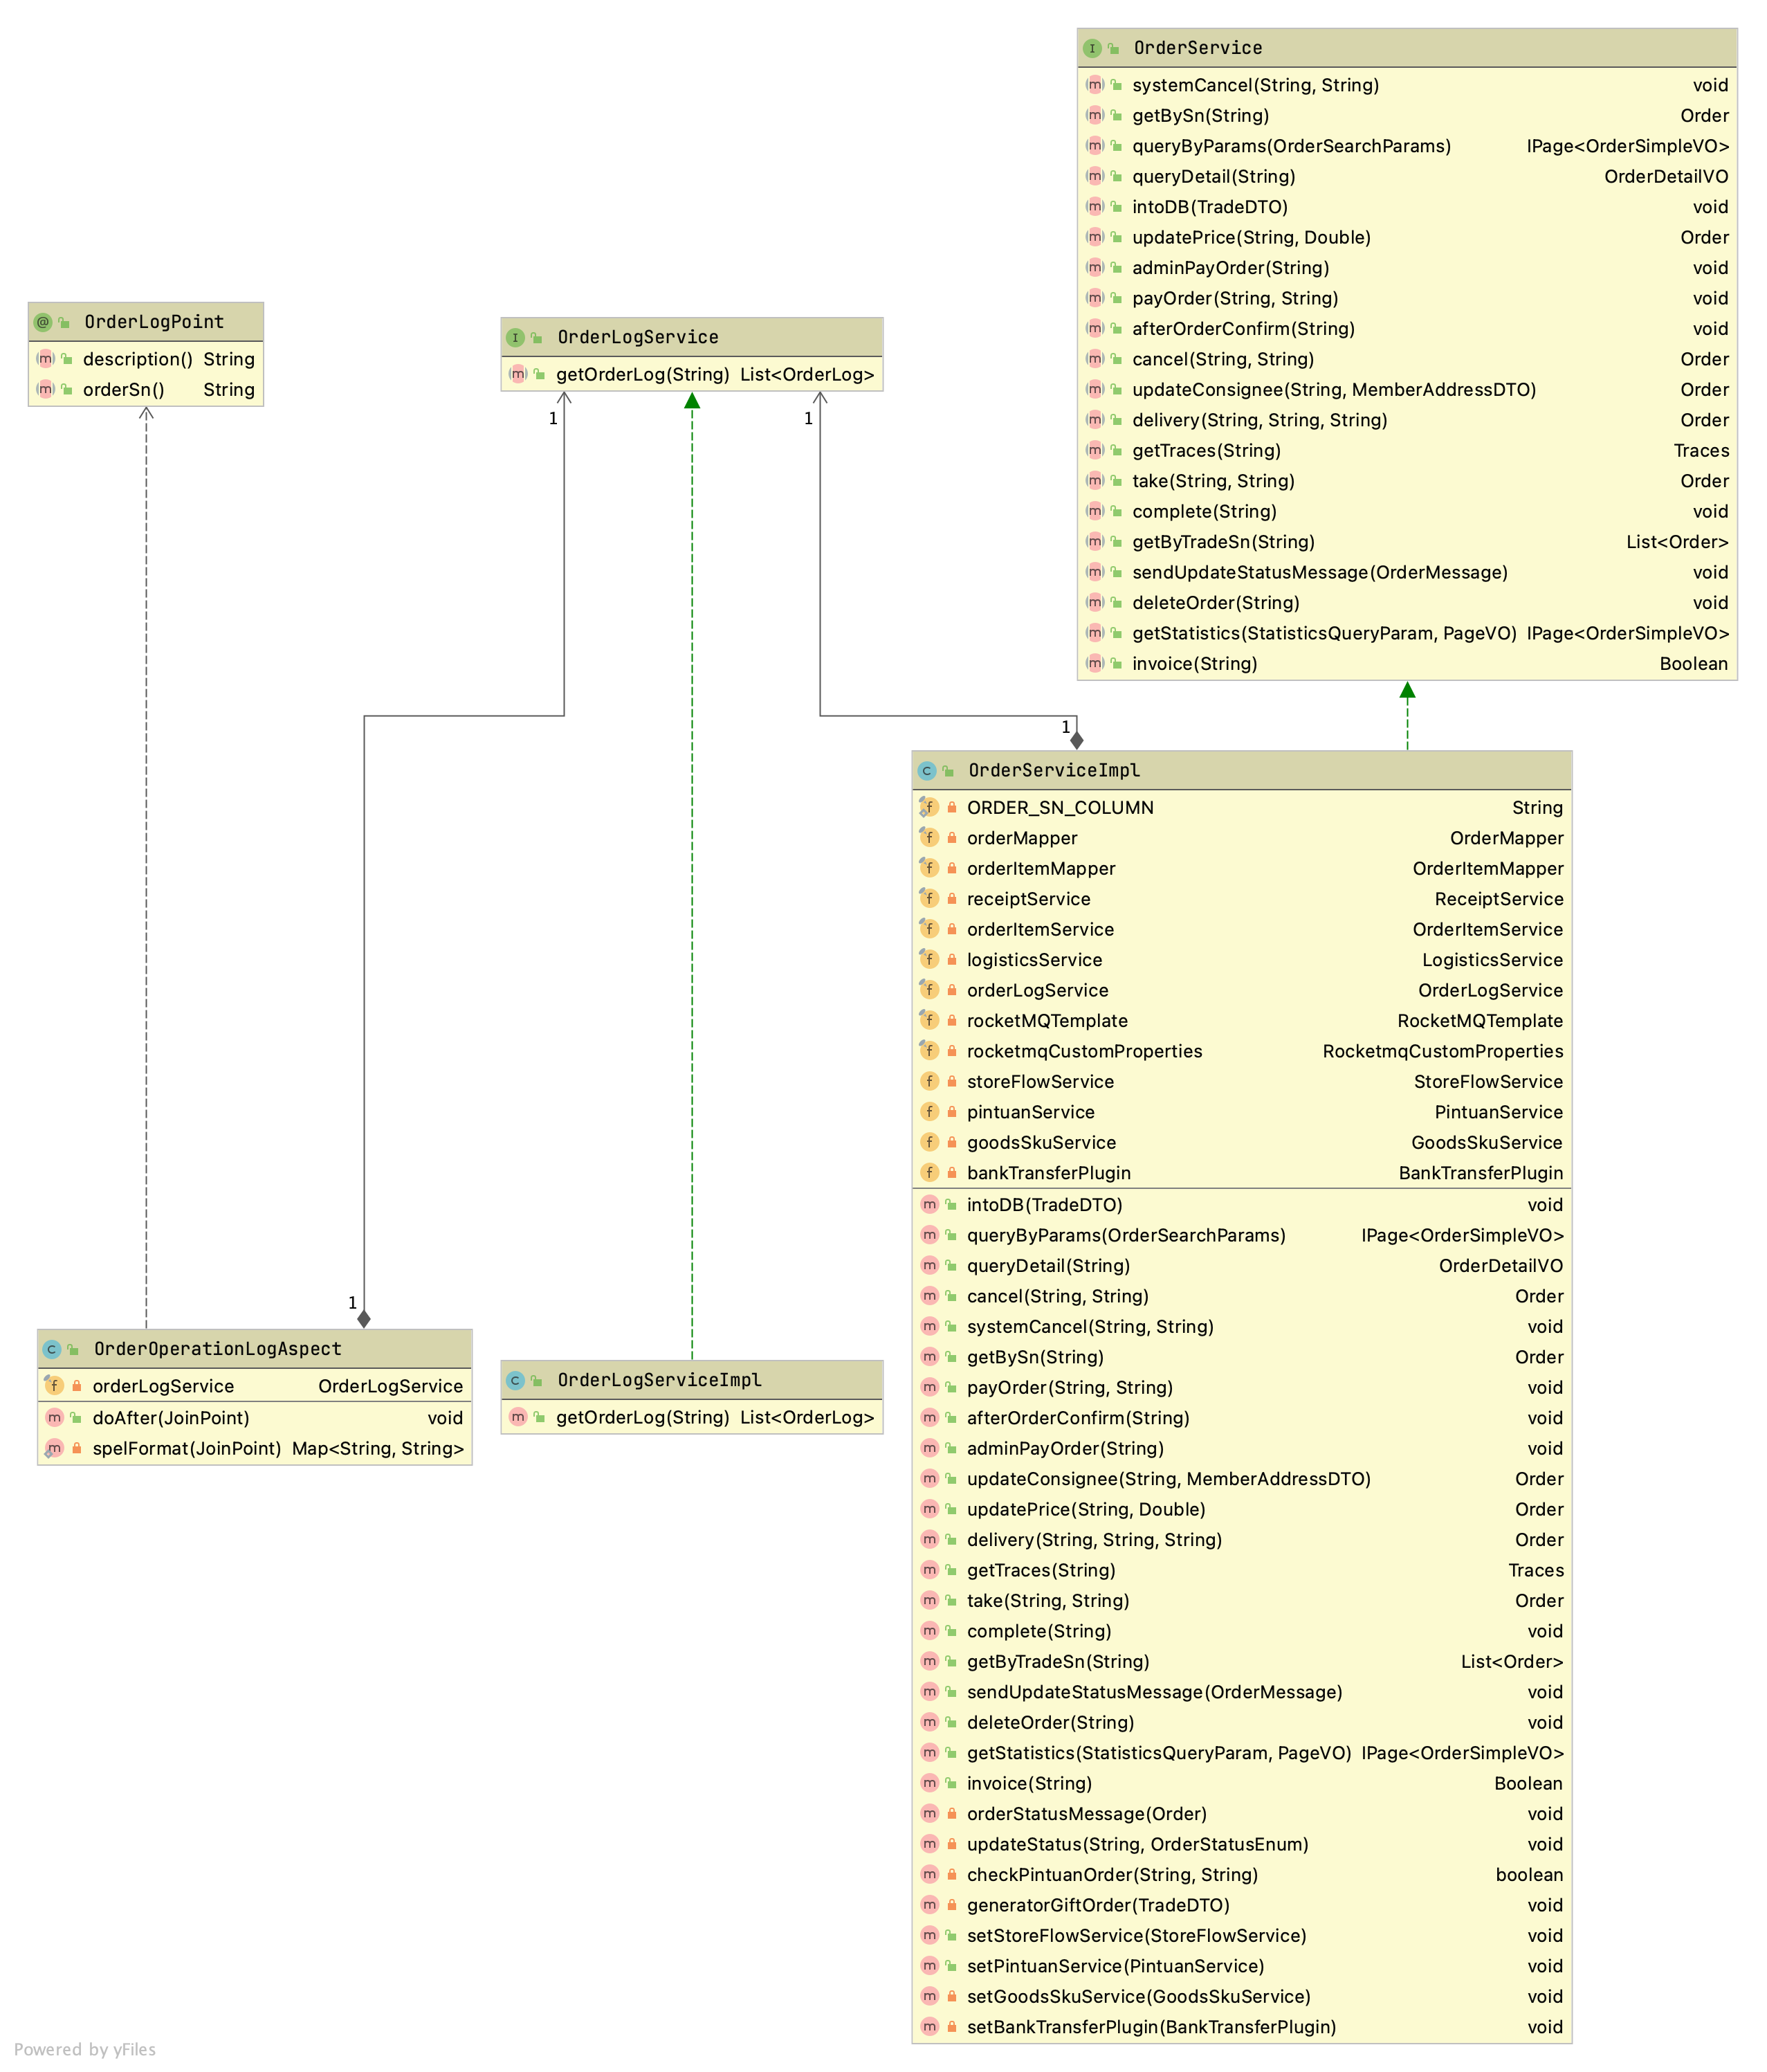 OrderService
systemCancel(String, String) void
getBySn(String) Order
queryByParams(OrderSearchParams) IPage<OrderSimpleVO>
queryDetail(String) OrderDetailVO
intoDB(TradeDTO) void
updatePrice(String, Double) Order
adminPayOrder(String) void
payOrder(String, String) void
afterOrderConfirm(String) void
cancel(String, String) Order
updateConsignee(String, MemberAddressDTO) Order
delivery(String, String, String) Order
getTraces(String) Traces
take(String, String) Order
complete(String) void
getByTradeSn(String) List<Order>
sendUpdateStatusMessage(OrderMessage) void
deleteOrder(String) void
getStatistics(StatisticsQueryParam, PageVO) IPage<OrderSimpleVO>
invoice(String) Boolean
OrderLogPoint
description() String
orderSn() String
OrderLogService
getOrderLog(String) List<OrderLog>
1
1
1
1
OrderServiceImpl
ORDER_SN_COLUMN String
orderMapper OrderMapper
orderItemMapper OrderItemMapper
receiptService ReceiptService
orderItemService OrderItemService
logisticsService LogisticsService
orderLogService OrderLogService
rocketMQTemplate RocketMQTemplate
rocketmqCustomProperties RocketmqCustomProperties
storeFlowService StoreFlowService
pintuanService PintuanService
goodsSkuService GoodsSkuService
bankTransferPlugin BankTransferPlugin
intoDB(TradeDTO) void
queryByParams(OrderSearchParams) IPage<OrderSimpleVO>
queryDetail(String) OrderDetailVO
cancel(String, String) Order
systemCancel(String, String) void
getBySn(String) Order
payOrder(String, String) void
afterOrderConfirm(String) void
adminPayOrder(String) void
updateConsignee(String, MemberAddressDTO) Order
updatePrice(String, Double) Order
delivery(String, String, String) Order
getTraces(String) Traces
take(String, String) Order
complete(String) void
getByTradeSn(String) List<Order>
sendUpdateStatusMessage(OrderMessage) void
deleteOrder(String) void
getStatistics(StatisticsQueryParam, PageVO) IPage<OrderSimpleVO>
invoice(String) Boolean
orderStatusMessage(Order) void
updateStatus(String, OrderStatusEnum) void
checkPintuanOrder(String, String) boolean
generatorGiftOrder(TradeDTO) void
setStoreFlowService(StoreFlowService) void
setPintuanService(PintuanService) void
setGoodsSkuService(GoodsSkuService) void
setBankTransferPlugin(BankTransferPlugin) void
OrderOperationLogAspect
orderLogService OrderLogService
doAfter(JoinPoint) void
spelFormat(JoinPoint) Map<String, String>
OrderLogServiceImpl
getOrderLog(String) List<OrderLog>
Powered by yFiles